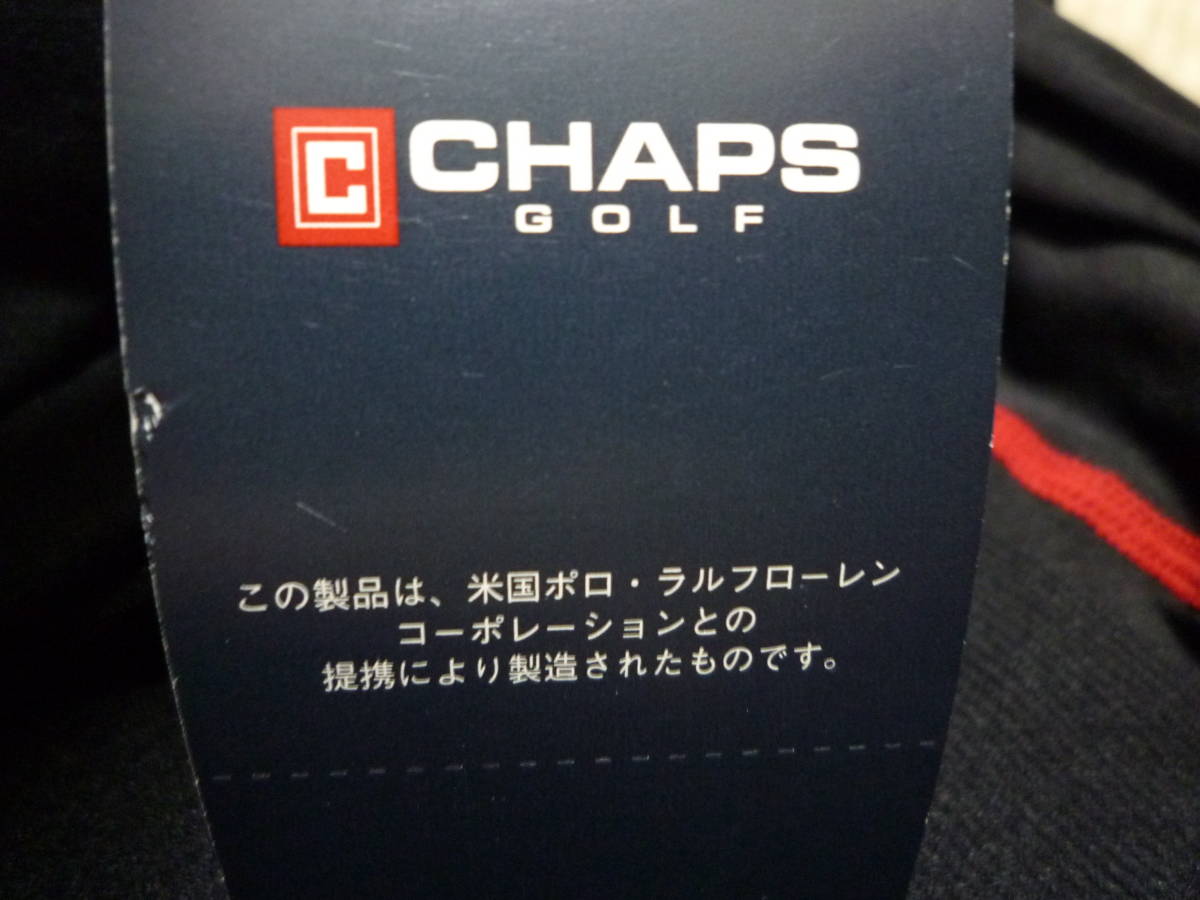 C CHAPS
GOLF
この製品は、米国ポロ・ラルフローレン
コーポレーションとの
提携により製造されたものです。